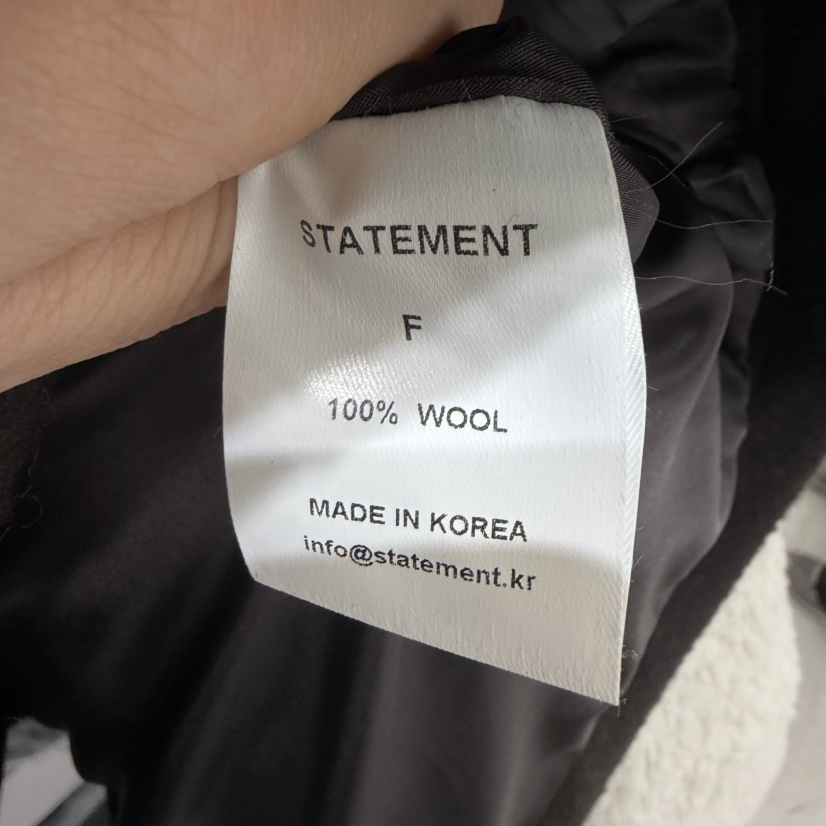 STATEMENT
F
100% WOOL
MADE IN KOREA
info@statement.kr